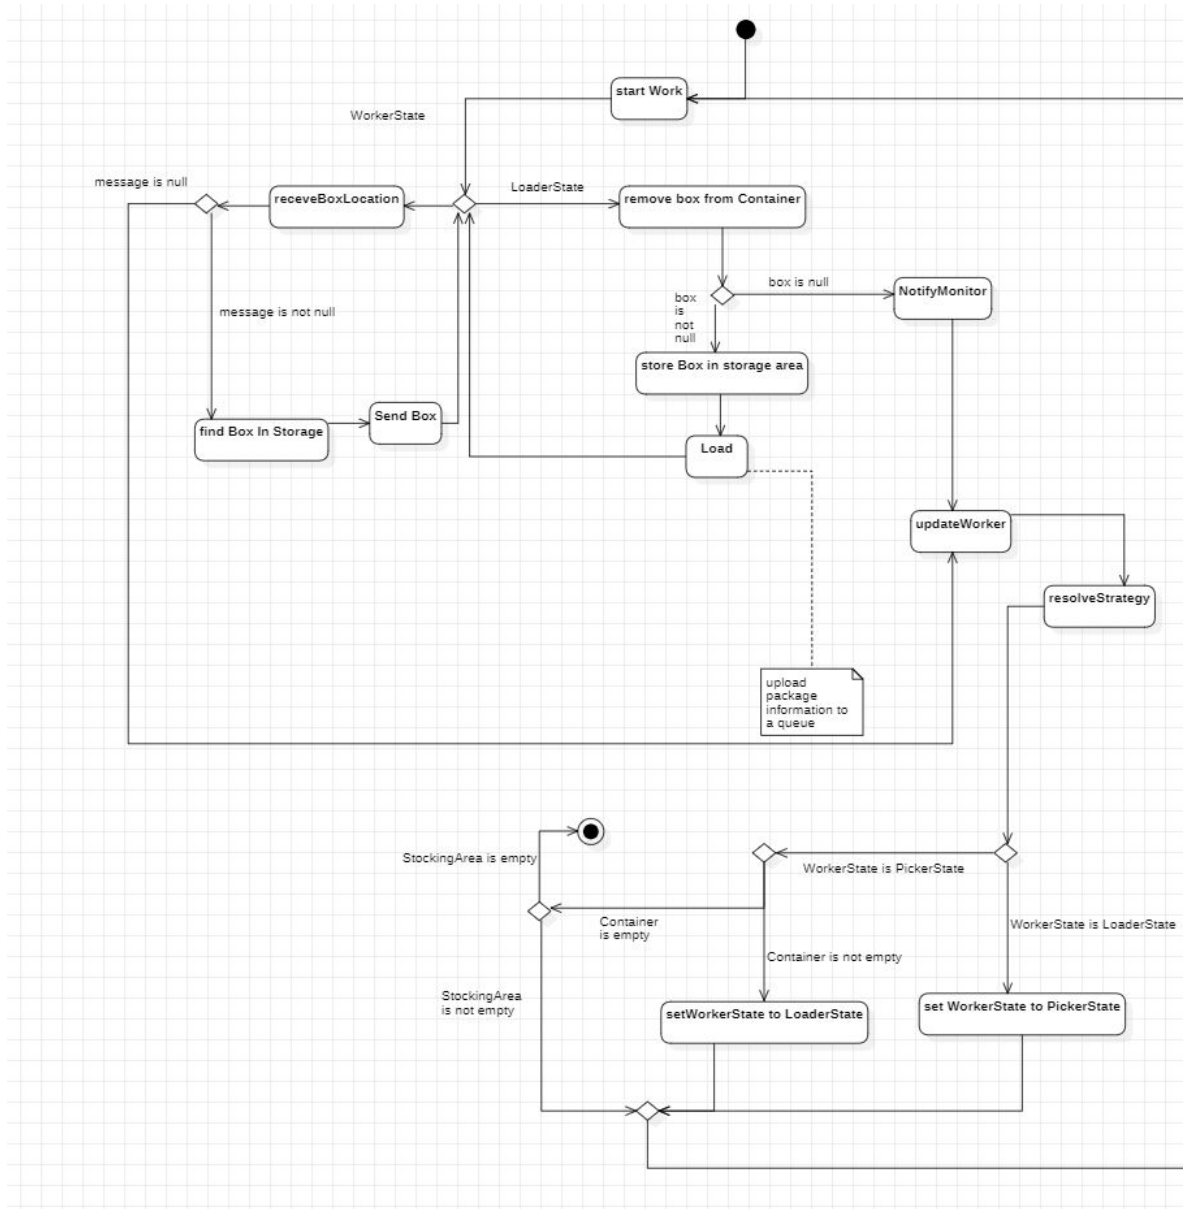 start Work
WorkerState
message is null
receveBoxLocation
LoaderState
remove box from Container
box is null
NotifyMonitor
box
is
not
null
message is not null
store Box in storage area
find Box In Storage
Send Box
Load
updateWorker
resolveStrategy
upload
package
information to
a queue
StockingArea is empty
WorkerState is PickerState
Container
is empty
WorkerState is LoaderState
Container is not empty
StockingArea
is not empty
setWorkerState to LoaderState
set WorkerState to PickerState